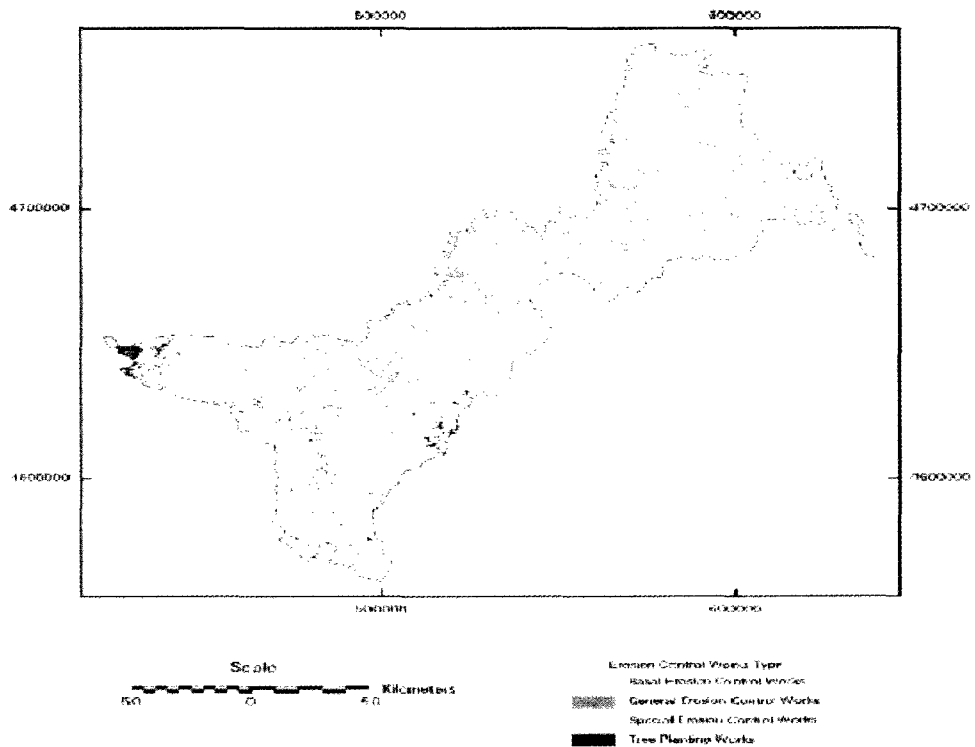 500000 600000
4700000 4700000
4600000 4600000
500000 600000
Scale
50 0 50 Kilometers
Erosion Control Works Type
Basal Erosion Control Works
General Erosion Control Works
Special Erosion Control Works
Tree Planting Works